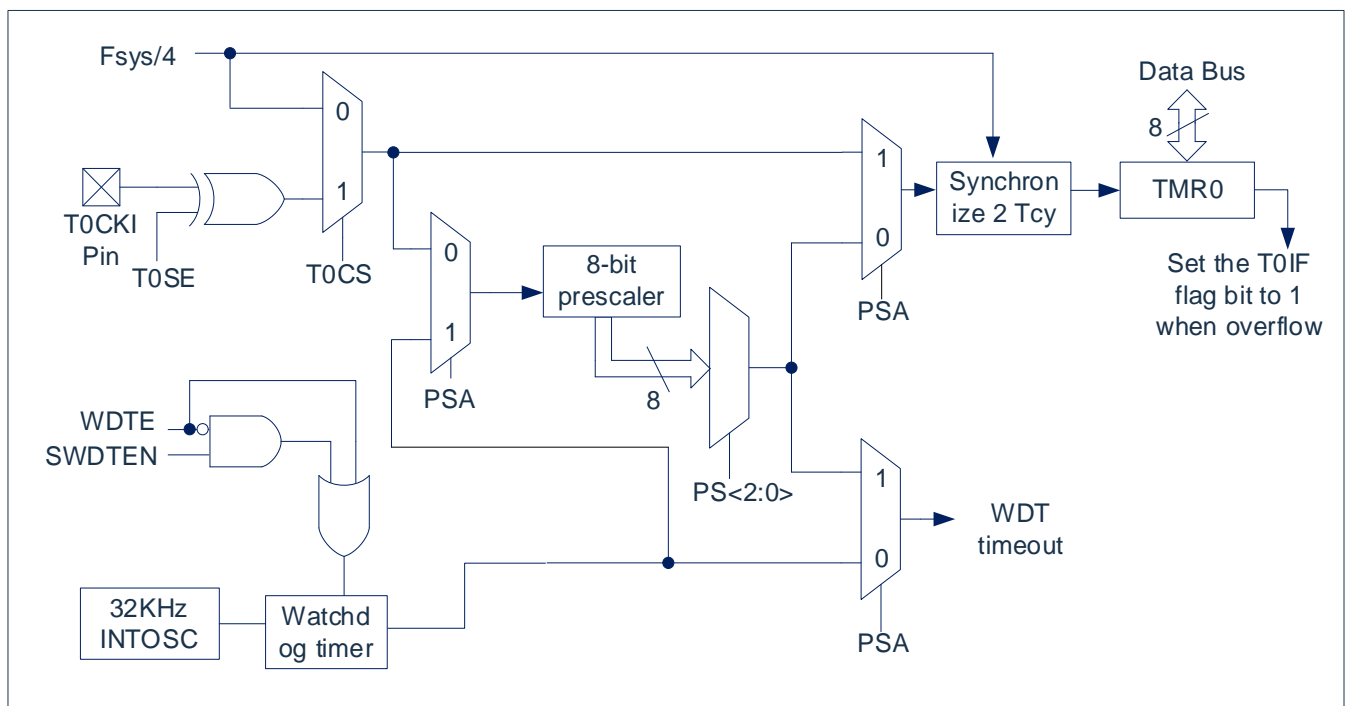 Fsys/4
Data Bus
8
0
1
T0CKI
Pin
T0SE
T0CS
0
1
PSA
8-bit
prescaler
8
PS<2:0>
1
0
PSA
Synchron
ize 2 Tcy
TMR0
Set the T0IF
flag bit to 1
when overflow
WDTE
SWDTEN
32KHz
INTOSC
Watchd
og timer
1
0
PSA
WDT
timeout